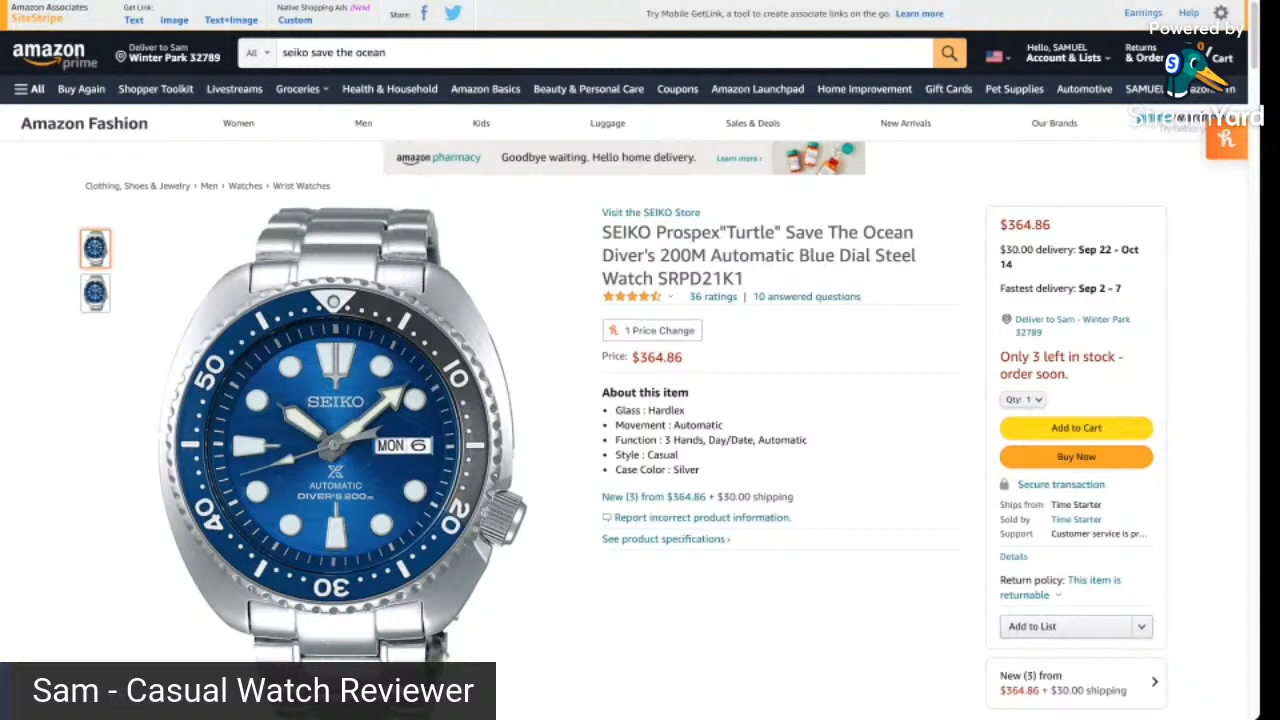 Amazon Associates
SiteStripe
Get Link:
Text Image Text+Image
Native Shopping Ads
Custom
Share:
Try Mobile GetLink, a tool to create associate links on the go. Learn more
Earnings Help
Powered by
StreamYard
amazon
prime
Deliver to Sam
Winter Park 32789
All
seiko save the ocean
Hello, SAMUEL
Account & Lists
Returns
& Order
Cart
All Buy Again Shopper Toolkit Livestreams Groceries Health & Household Amazon Basics Beauty & Personal Care Coupons Amazon Launchpad Home Improvement Gift Cards Pet Supplies Automotive
Amazon Fashion Women Men Kids Luggage Sales & Deals New Arrivals Our Brands
amazon pharmacy Goodbye waiting. Hello home delivery. Learn more ›
Clothing, Shoes & Jewelry › Men › Watches › Wrist Watches
50
10
SEIKO
MON 6
X
AUTOMATIC
DIVER'S 200m
40
20
30
Visit the SEIKO Store
SEIKO Prospex"Turtle" Save The Ocean
Diver's 200M Automatic Blue Dial Steel
Watch SRPD21K1
36 ratings | 10 answered questions
1 Price Change
Price: $364.86
About this item
• Glass : Hardlex
• Movement : Automatic
• Function : 3 Hands, Day/Date, Automatic
• Style : Casual
• Case Color : Silver
New (3) from $364.86 + $30.00 shipping
Report incorrect product information.
See product specifications ›
$364.86
$30.00 delivery: Sep 22 - Oct
14
Fastest delivery: Sep 2 - 7
Deliver to Sam - Winter Park
32789
Only 3 left in stock -
order soon.
Qty: 1
Add to Cart
Buy Now
Secure transaction
Ships from Time Starter
Sold by Time Starter
Support Customer service is pr...
Details
Return policy: This item is
returnable
Add to List
New (3) from
$364.86 + $30.00 shipping
Sam - Casual Watch Reviewer